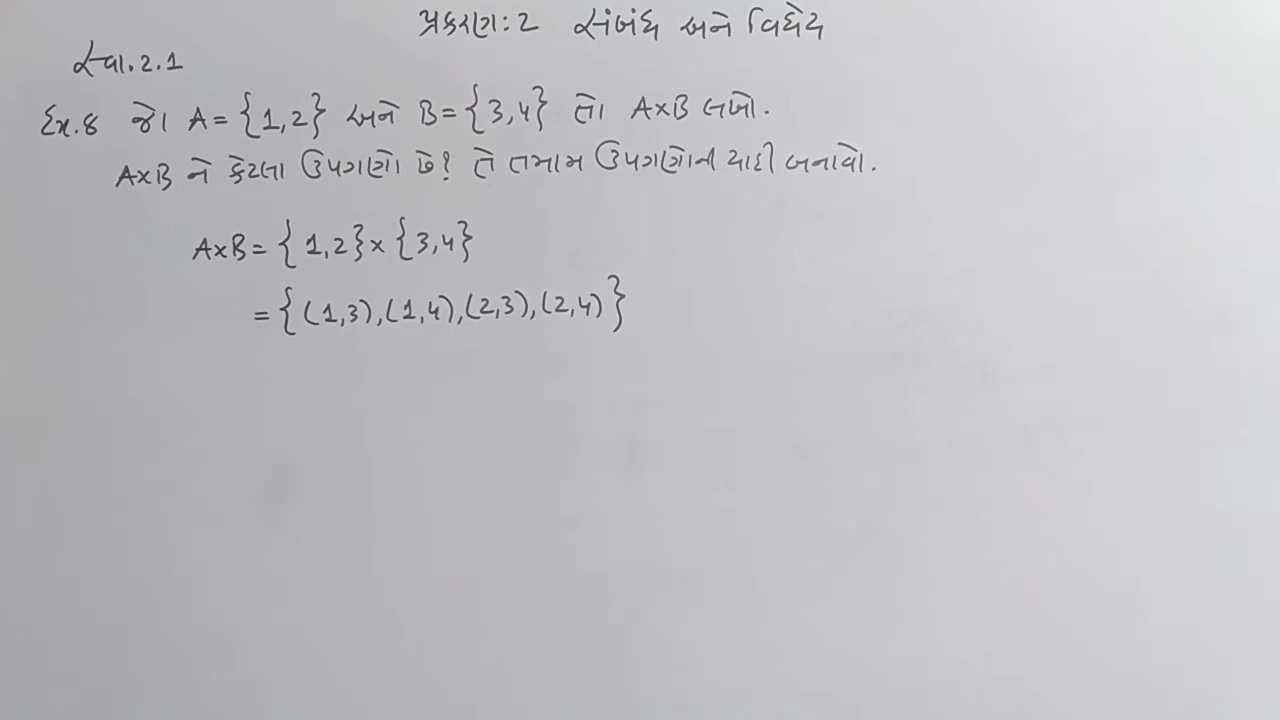 પ્રકરણ: 2 સંબંધ અને વિધેય
સ્વા. 2.1
Ex. 8 જો A = {1,2} અને B = {3,4} તો A×B લખો.
A×B ને કેટલા ઉપગણો છે? તે તમામ ઉપગણોની યાદી બનાવો.
A×B = {1,2} × {3,4}
= {(1,3), (1,4), (2,3), (2,4)}